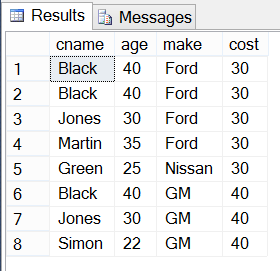 Results Messages
cname age make cost
1 Black 40 Ford 30
2 Black 40 Ford 30
3 Jones 30 Ford 30
4 Martin 35 Ford 30
5 Green 25 Nissan 30
6 Black 40 GM 40
7 Jones 30 GM 40
8 Simon 22 GM 40